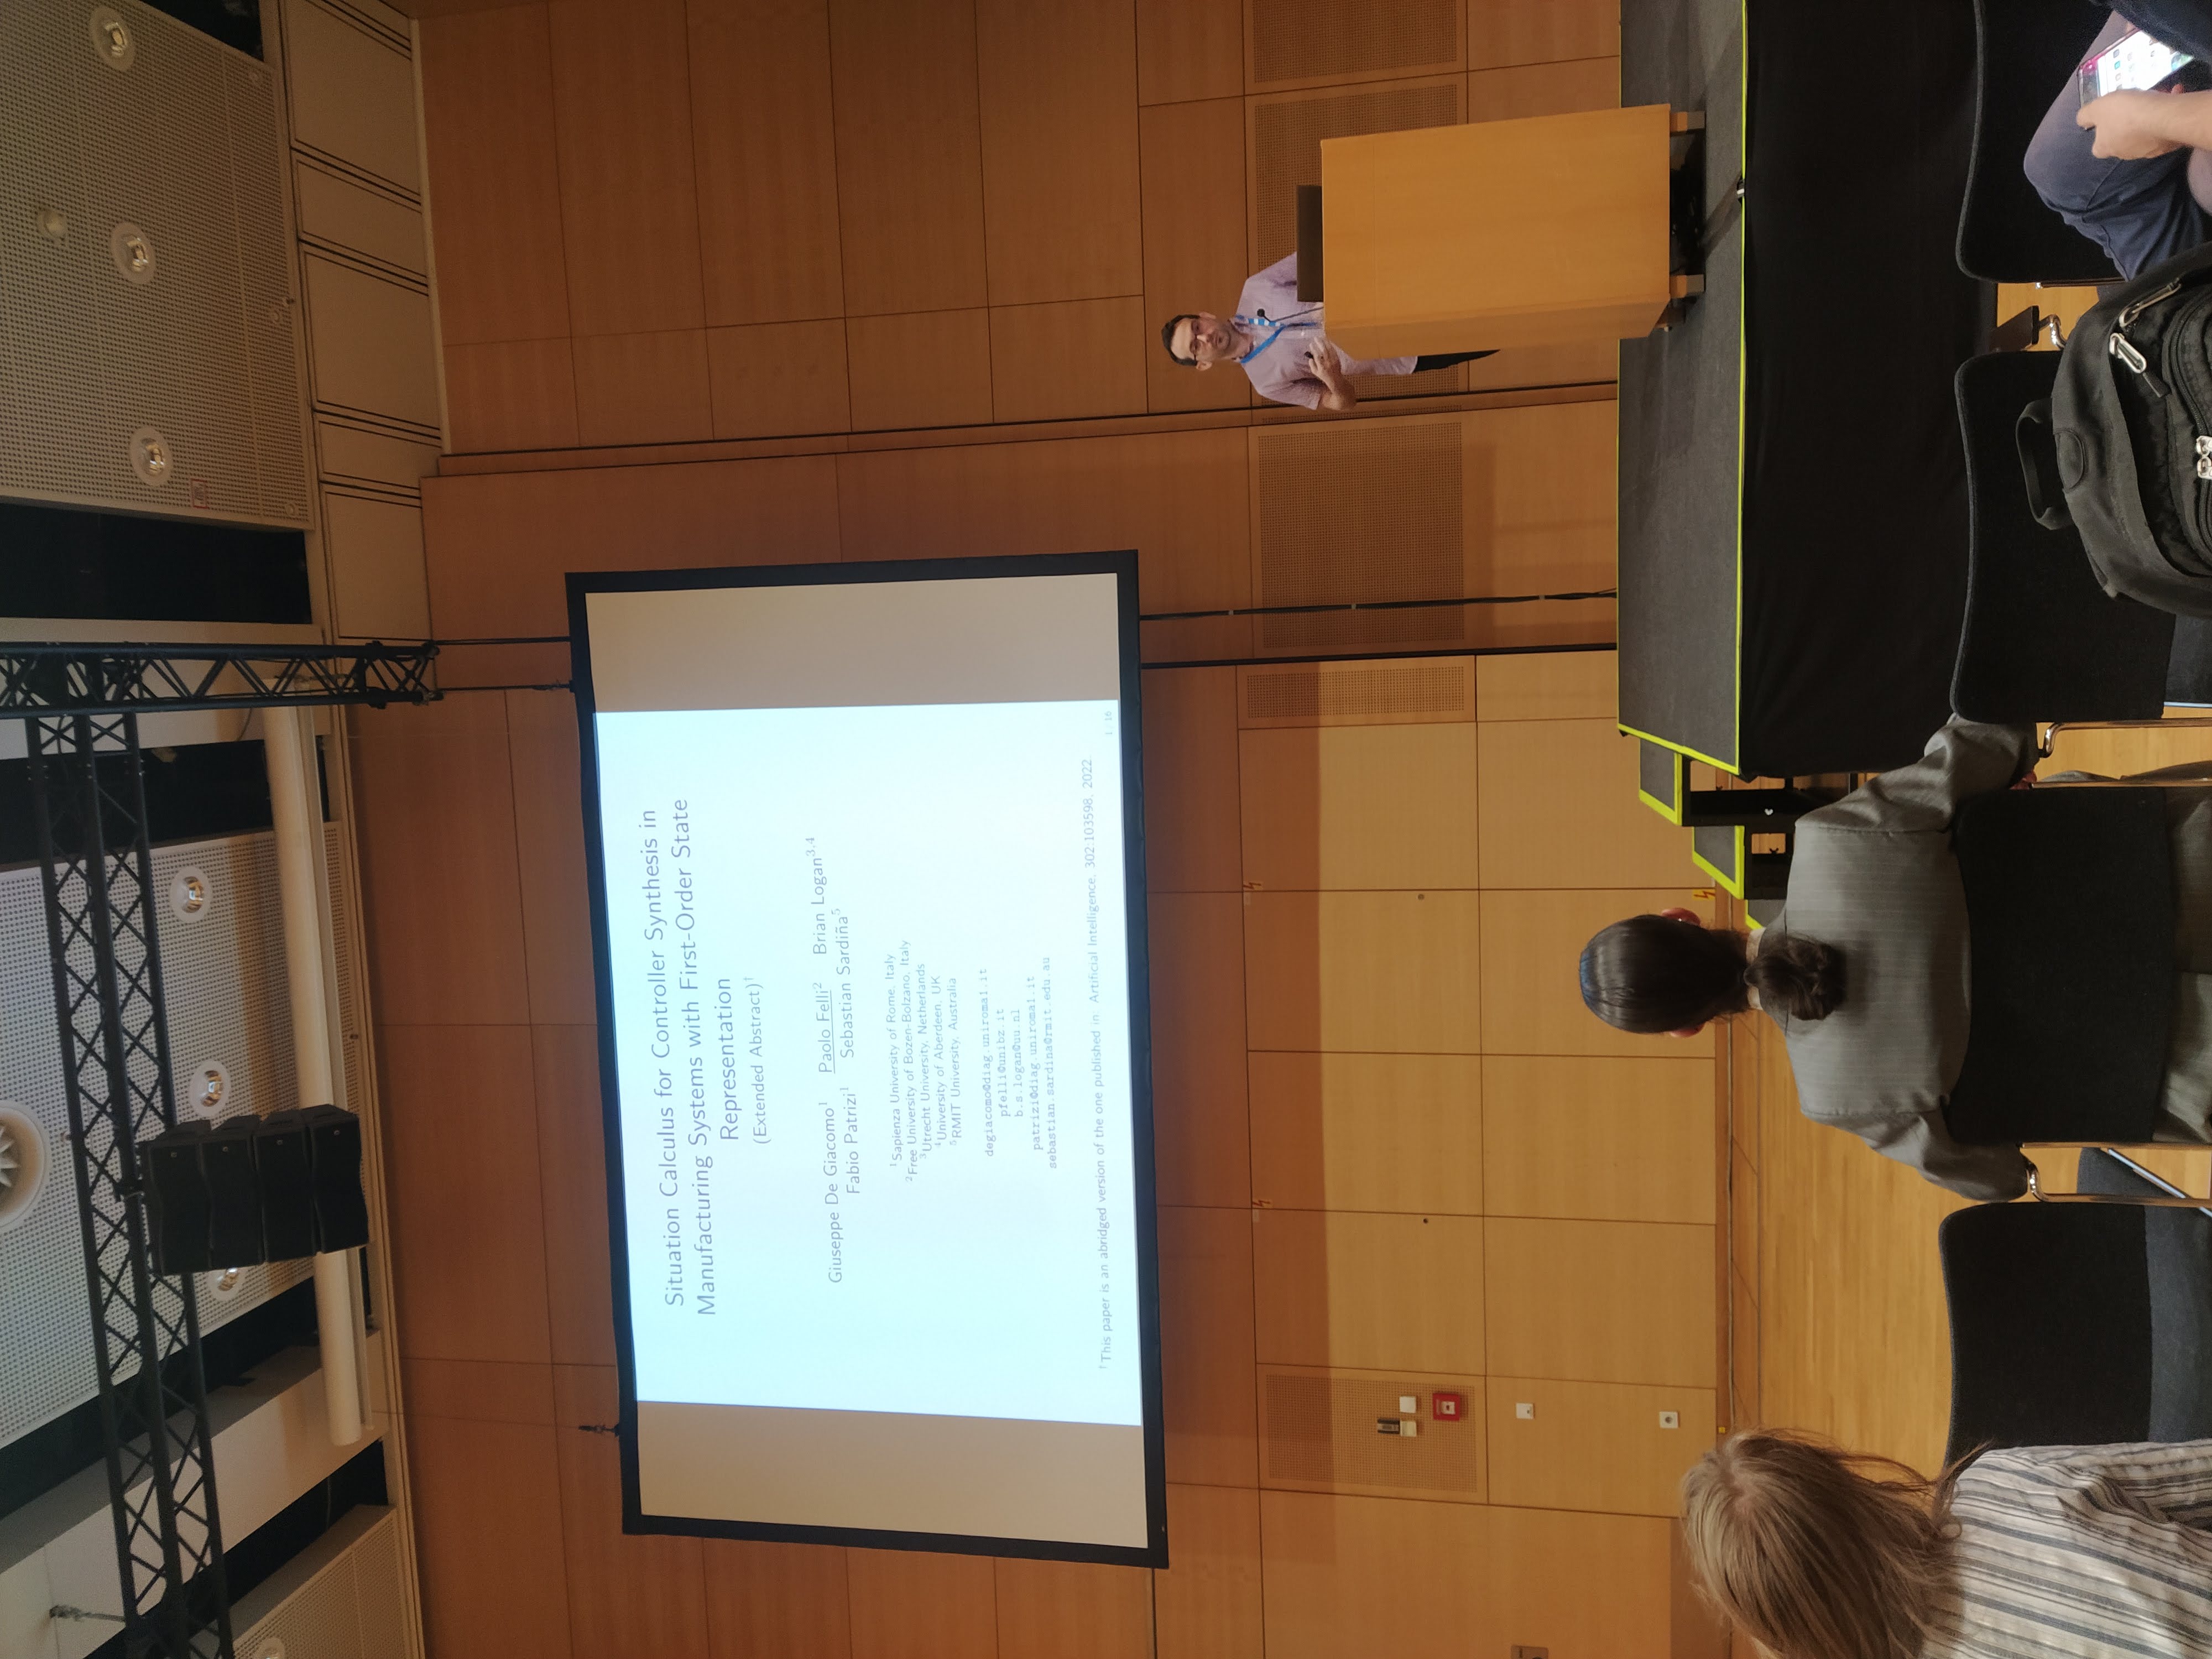 Situation Calculus for Controller Synthesis in
Manufacturing Systems with First-Order State
Representation
(Extended Abstract)†
Giuseppe De Giacomo¹ Paolo Felli² Brian Logan³,⁴
Fabio Patrizi¹ Sebastian Sardiña⁵
¹Sapienza University of Rome, Italy
²Free University of Bozen-Bolzano, Italy
³Utrecht University, Netherlands
⁴University of Aberdeen, UK
⁵RMIT University, Australia
degiacomo@diag.uniroma1.it
pfelli@unibz.it
b.s.logan@uu.nl
patrizi@diag.uniroma1.it
sebastian.sardina@rmit.edu.au
†This paper is an abridged version of the one published in: Artificial Intelligence, 302:103598, 2022.
1 / 16